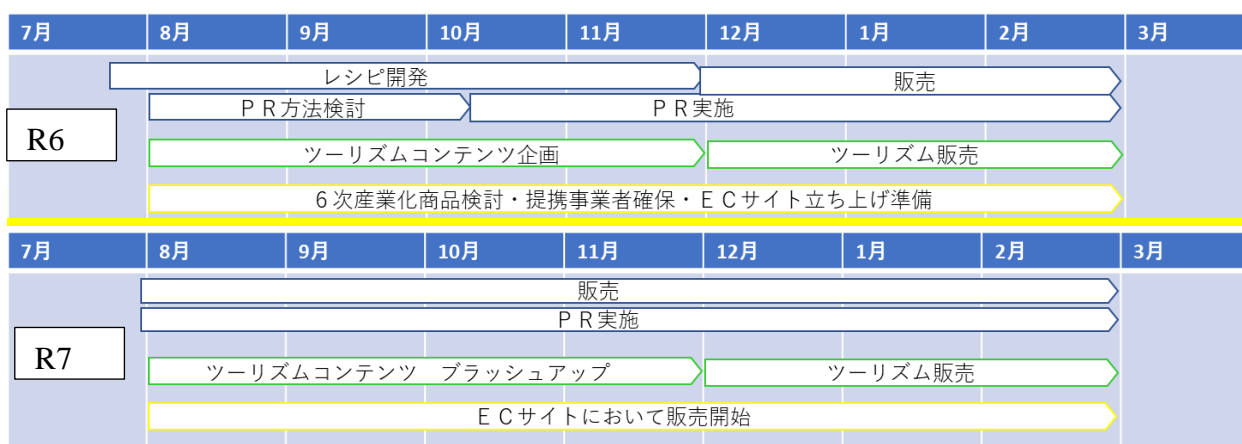 7月 8月 9月 10月 11月 12月 1月 2月 3月
レシピ開発 販売
ＰＲ方法検討 ＰＲ実施
R6
ツーリズムコンテンツ企画 ツーリズム販売
６次産業化商品検討・提携事業者確保・ＥＣサイト立ち上げ準備
7月 8月 9月 10月 11月 12月 1月 2月 3月
販売
ＰＲ実施
R7
ツーリズムコンテンツ　ブラッシュアップ ツーリズム販売
ＥＣサイトにおいて販売開始